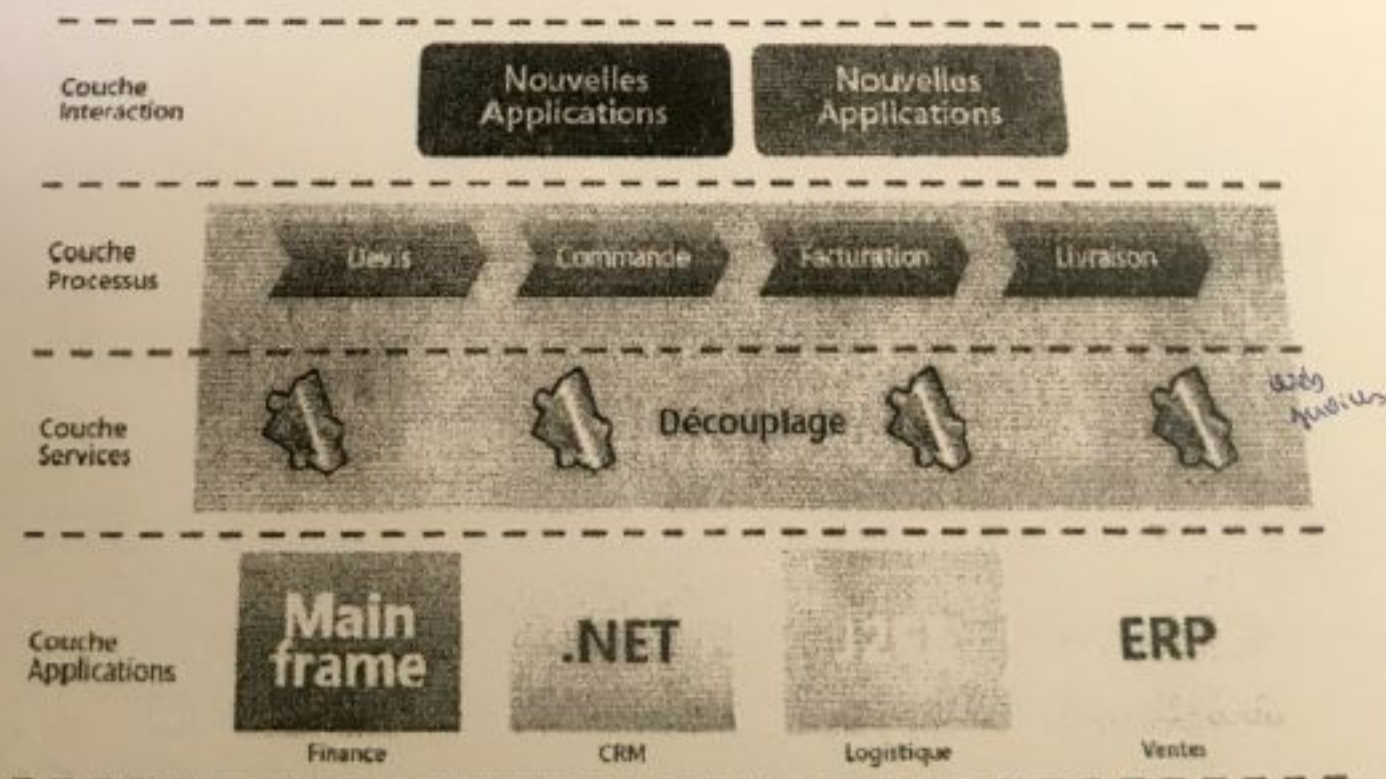 Couche
Interaction
Nouvelles
Applications
Nouvelles
Applications
Couche
Processus
Devis
Commande
Facturation
Livraison
Couche
Services
Découplage
Couche
Applications
Main
frame
.NET
ERP
Finance
CRM
Logistique
Ventes